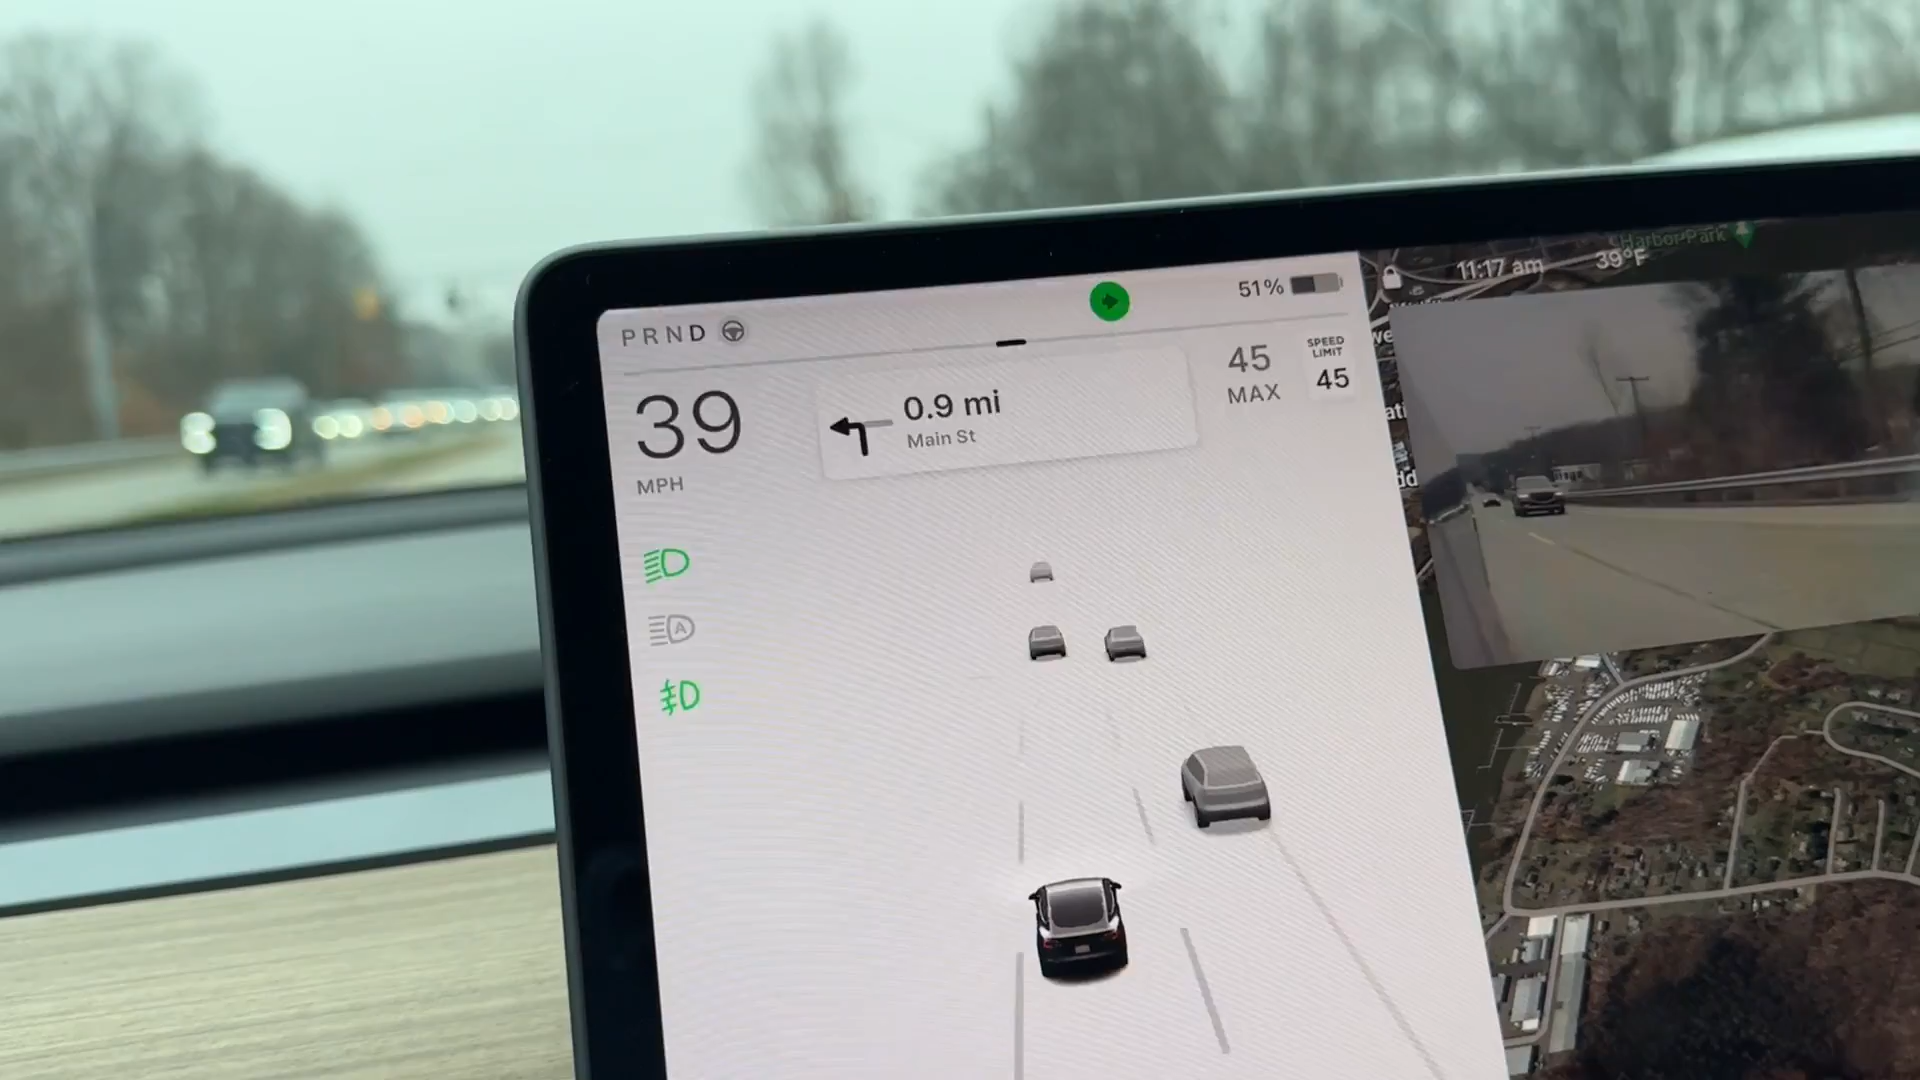 PRND
51%
11:17 am
39°F
Harbor Park
39
MPH
0.9 mi
Main St
45
MAX
SPEED
LIMIT
45
A